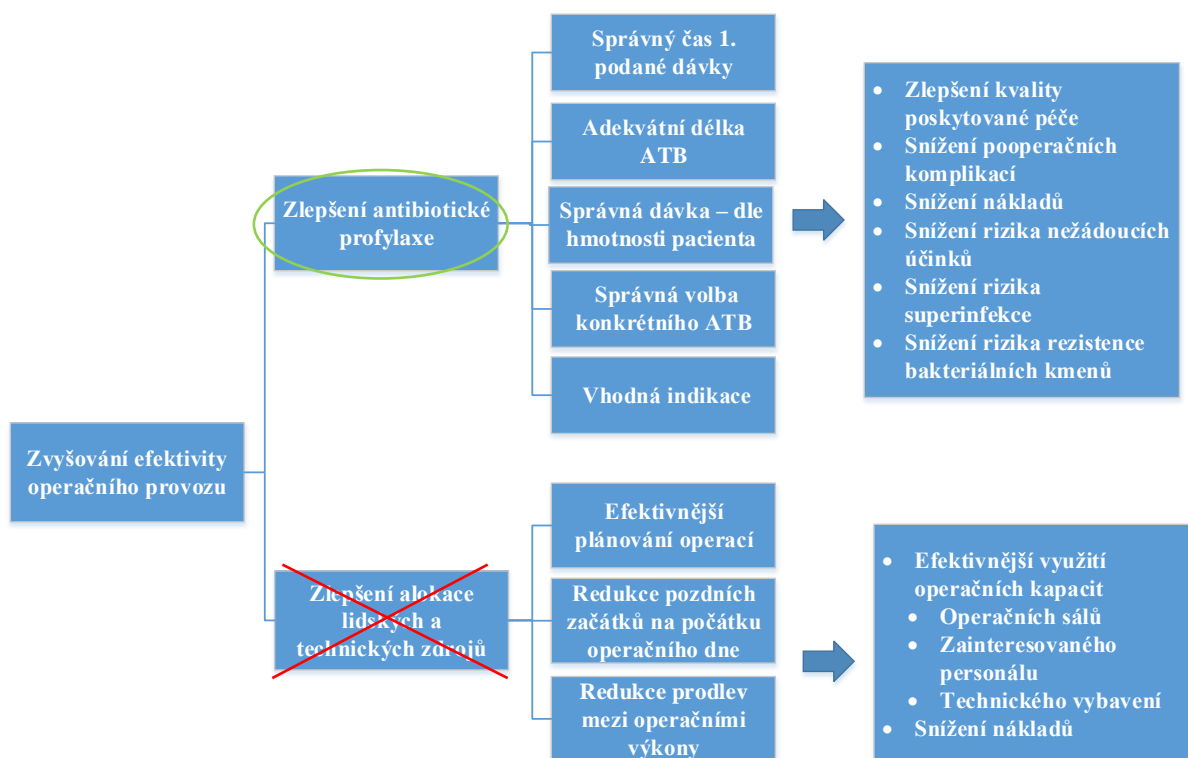 Zvyšování efektivity
operačního provozu
Zlepšení antibiotické
profylaxe
Správný čas 1.
podané dávky
Adekvátní délka
ATB
Správná dávka – dle
hmotnosti pacienta
Správná volba
konkrétního ATB
Vhodná indikace
• Zlepšení kvality
poskytované péče
• Snížení pooperačních
komplikací
• Snížení nákladů
• Snížení rizika nežádoucích
účinků
• Snížení rizika
superinfekce
• Snížení rizika rezistence
bakteriálních kmenů
Zlepšení alokace
lidských a
technických zdrojů
Efektivnější
plánování operací
Redukce pozdních
začátků na počátku
operačního dne
Redukce prodlev
mezi operačními
výkony
• Efektivnější využití
operačních kapacit
• Operačních sálů
• Zainteresovaného
personálu
• Technického vybavení
• Snížení nákladů